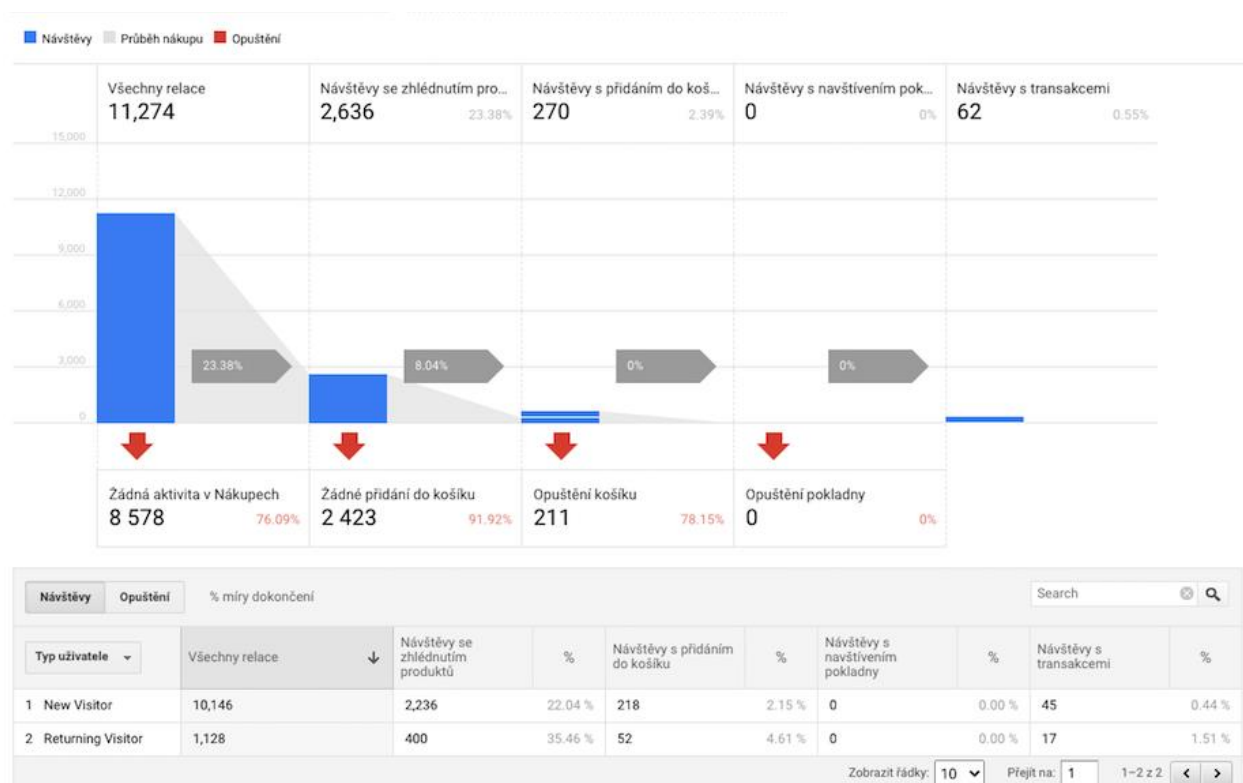 Návštěvy Průběh nákupu Opuštění
Všechny relace Návštěvy se zhlédnutím pro... Návštěvy s přidáním do koš... Návštěvy s navštívením pok... Návštěvy s transakcemi
11,274 2,636 23.38% 270 2.39% 0 0% 62 0.55%
15,000
12,000
9,000
6,000
3,000
23.38% 8.04% 0% 0%
0
Žádná aktivita v Nákupech Žádné přidání do košíku Opuštění košíku Opuštění pokladny
8 578 76.09% 2 423 91.92% 211 78.15% 0 0%
Návštěvy Opuštění % míry dokončení Search
Typ uživatele Všechny relace Návštěvy se zhlédnutím produktů % Návštěvy s přidáním do košíku % Návštěvy s navštívením pokladny % Návštěvy s transakcemi %
1 New Visitor 10,146 2,236 22.04 % 218 2.15 % 0 0.00 % 45 0.44 %
2 Returning Visitor 1,128 400 35.46 % 52 4.61 % 0 0.00 % 17 1.51 %
Zobrazit řádky: 10 Přejít na: 1 1–2 z 2